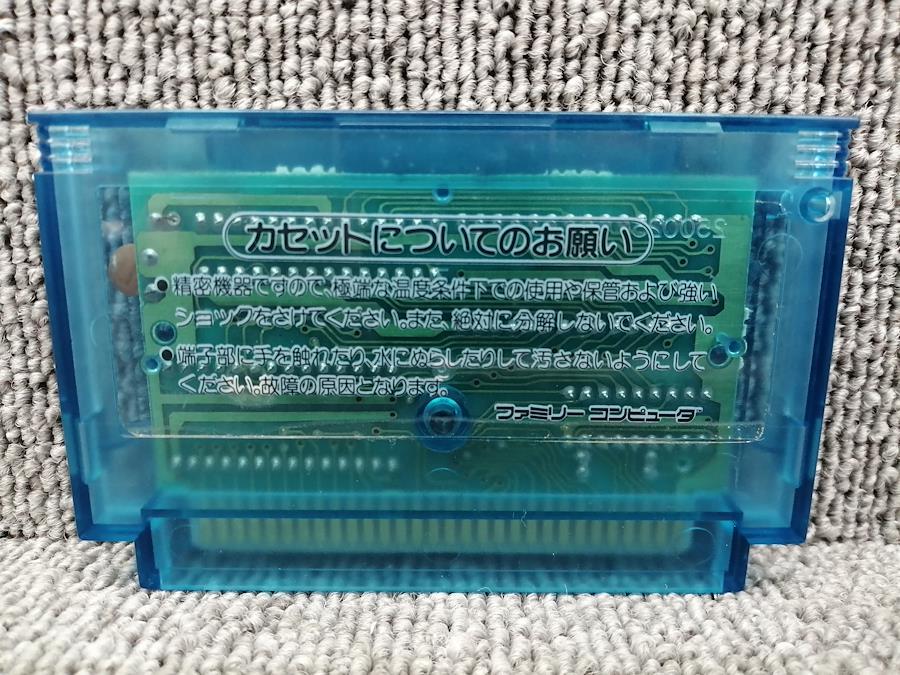 カセットについてのお願い
●精密機器ですので、極端な温度条件下での使用や保管および強い
ショックをさけてください。また、絶対に分解しないでください。
●端子部に手を触れたり、水にぬらしたりして汚さないようにして
ください。故障の原因となります。
ファミリー コンピュータ